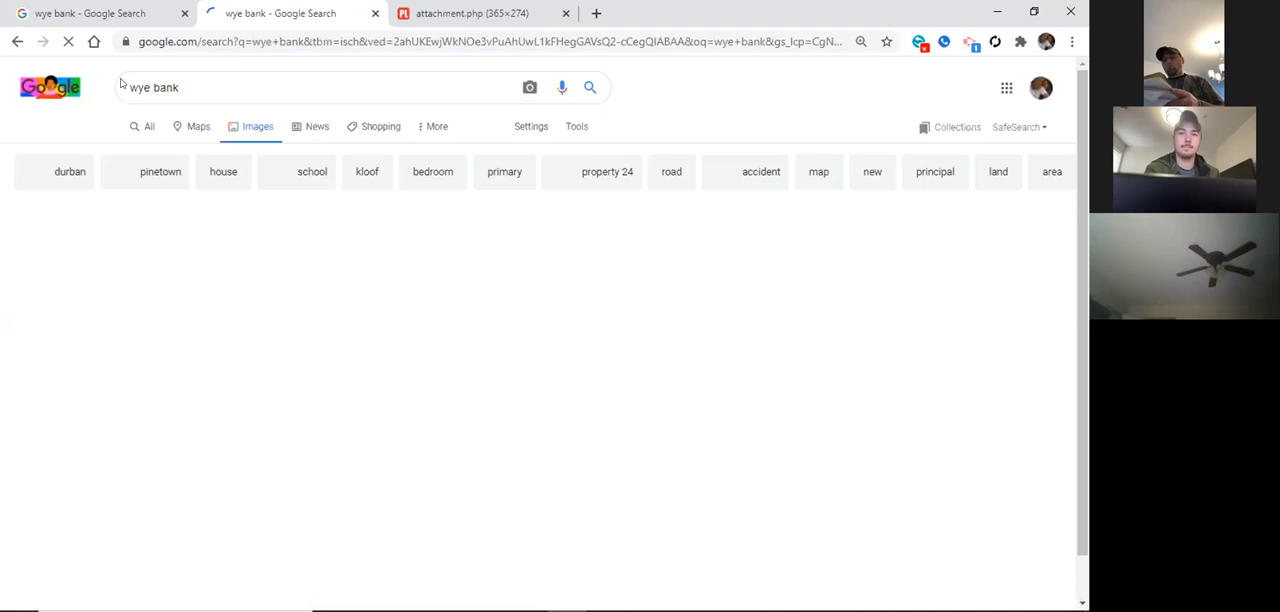 wye bank - Google Search
wye bank - Google Search
attachment.php (365×274)
google.com/search?q=wye+bank&tbm=isch&ved=2ahUKEwjWkNOe3vPuAhUwL1kFHegGAVsQ2-cCegQIABAA&oq=wye+bank&gs_lcp=CgN...
Google
wye bank
All Maps Images News Shopping More Settings Tools Collections SafeSearch
durban pinetown house school kloof bedroom primary property 24 road accident map new principal land area